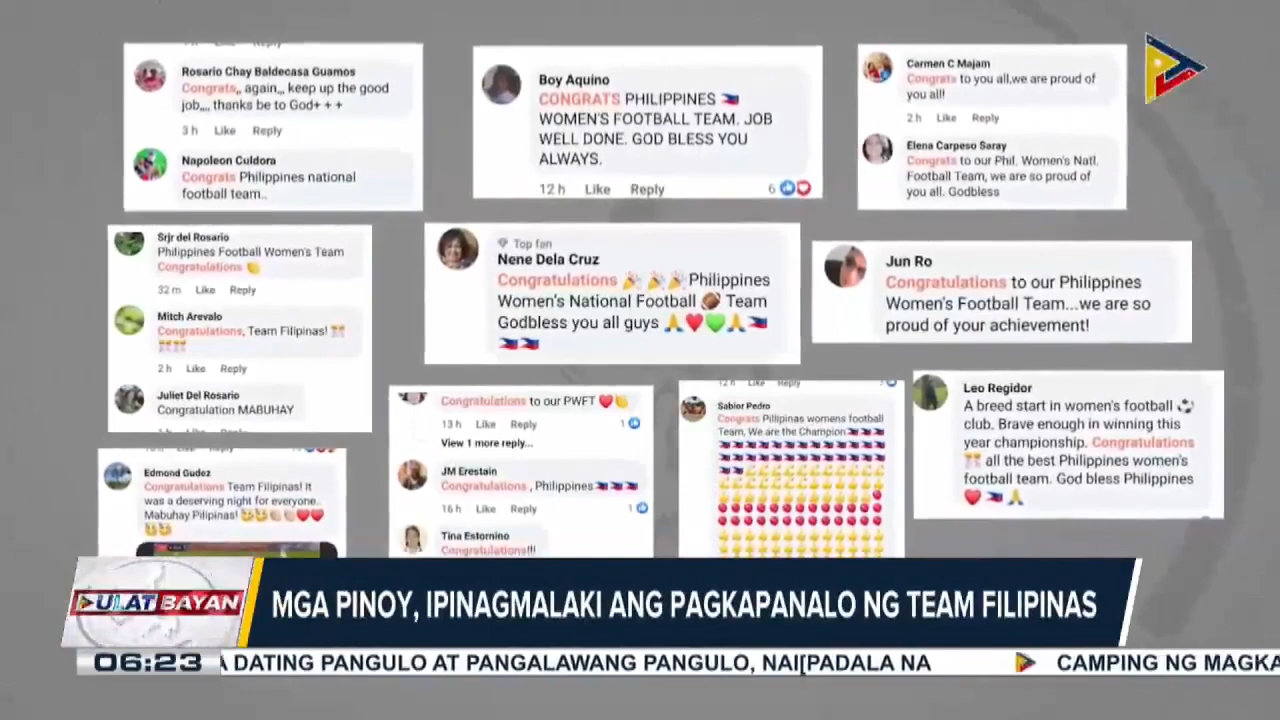 Like Reply
Rosario Chay Baldecasa Guamos
Congrats,, again,,, keep up the good
job,,,, thanks be to God+ + +
3 h Like Reply
Napoleon Culdora
Congrats Philippines national
football team..
Boy Aquino
CONGRATS PHILIPPINES 🇵🇭
WOMEN'S FOOTBALL TEAM. JOB
WELL DONE. GOD BLESS YOU
ALWAYS.
12 h Like Reply 6
Carmen C Majam
Congrats to you all,we are proud of
you all!
2 h Like Reply
Elena Carpeso Saray
Congrats to our Phil. Women's Natl.
Football Team, we are so proud of
you all. Godbless
Srjr del Rosario
Philippines Football Women's Team
Congratulations 👏
32 m Like Reply
Mitch Arevalo
Congratulations, Team Filipinas! 🎊
🎊🎊
2 h Like Reply
Juliet Del Rosario
Congratulation MABUHAY
Top fan
Nene Dela Cruz
Congratulations 🎉🎉🎉Philippines
Women's National Football 🏈 Team
Godbless you all guys 🙏❤️💚🙏🇵🇭
🇵🇭🇵🇭
Jun Ro
Congratulations to our Philippines
Women's Football Team...we are so
proud of your achievement!
Edmond Gudez
Congratulations Team Filipinas! It
was a deserving night for everyone.
Mabuhay Pilipinas!
Congratulations to our PWFT ❤️👏
13 h Like Reply 1
View 1 more reply...
JM Erestain
Congratulations , Philippines 🇵🇭🇵🇭🇵🇭
16 h Like Reply 1
Tina Estornino
Congratulations!!!
12 h Like Reply
Sabior Pedro
Congrats Pilipinas womens football
Team, We are the Champion
Leo Regidor
A breed start in women's football ⚽
club. Brave enough in winning this
year championship. Congratulations
🎊 all the best Philippines women's
football team. God bless Philippines
❤️ 🇵🇭 🙏
ULAT BAYAN
MGA PINOY, IPINAGMALAKI ANG PAGKAPANALO NG TEAM FILIPINAS
06:23
A DATING PANGULO AT PANGALAWANG PANGULO, NAI[PADALA NA CAMPING NG MAGKA